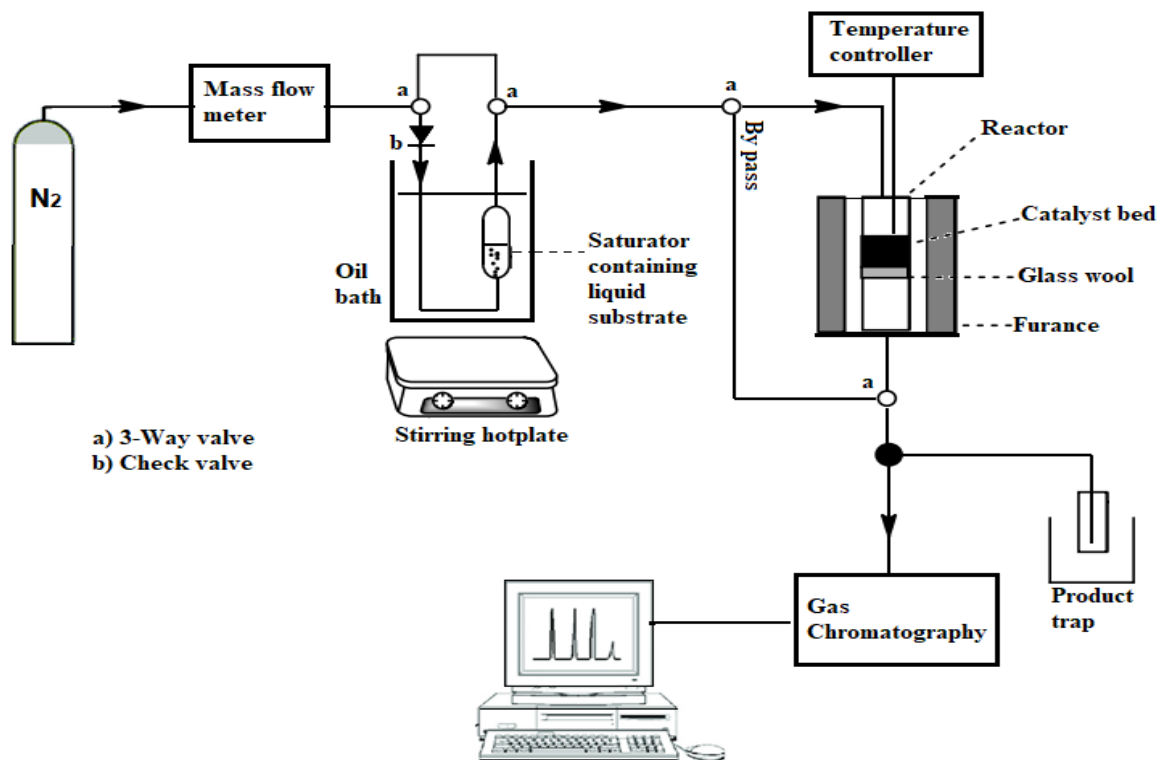 Temperature
controller
Mass flow
meter
a
a
a
b
By pass
Reactor
N2
Catalyst bed
Saturator
containing
liquid
substrate
Oil
bath
Glass wool
Furance
a
Stirring hotplate
a) 3-Way valve
b) Check valve
Gas
Chromatography
Product
trap